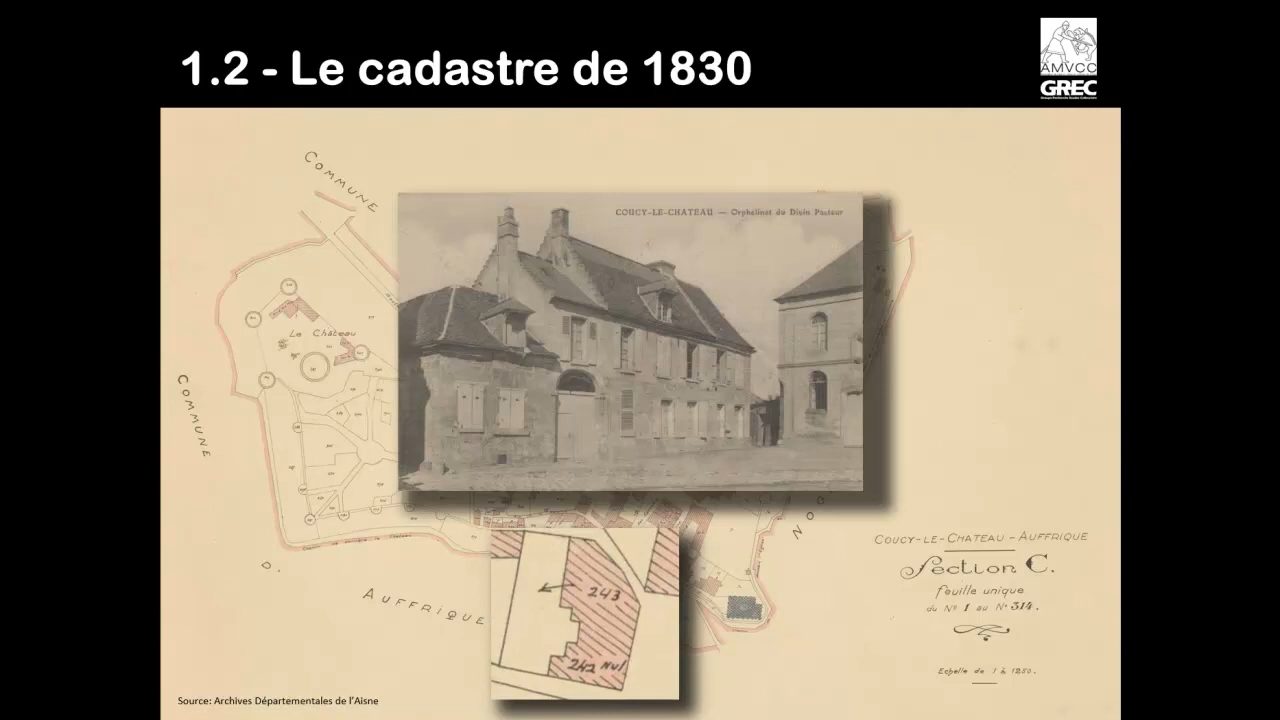 1.2 - Le cadastre de 1830
AMVCC
GREC
COMMUNE
COUCY-LE-CHATEAU — Orphelinat du Divin Pasteur
Le Château
COMMUNE
COUCY-LE-CHATEAU-AUFFRIQUE
Section C.
feuille unique
du Nº 1 au Nº 314.
D'
AUFFRIQUE
243
242 Nul
Echelle de 1 à 1250.
Source: Archives Départementales de l'Aisne